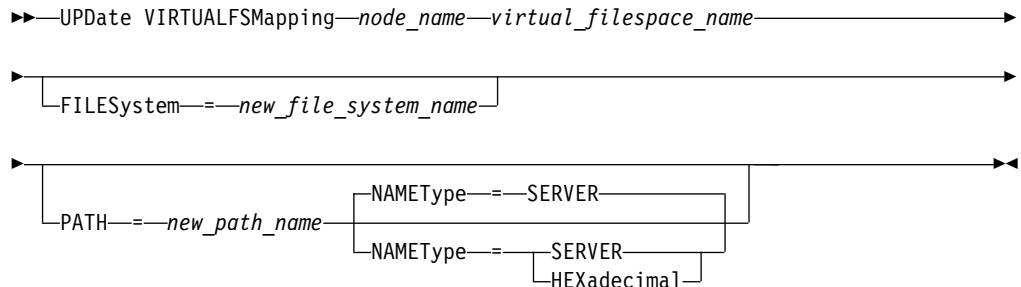 UPDate VIRTUALFSMapping node_name virtual_filespace_name
FILESystem = new_file_system_name
NAMEType = SERVER
PATH = new_path_name
NAMEType = SERVER
HEXadecimal